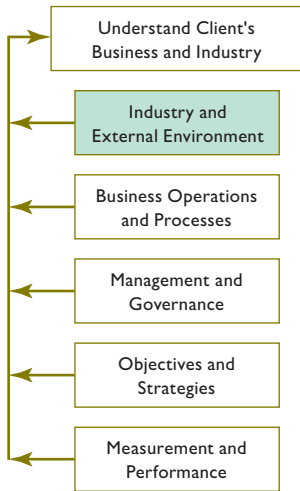 Understand Client's
Business and Industry
Industry and
External Environment
Business Operations
and Processes
Management and
Governance
Objectives and
Strategies
Measurement and
Performance